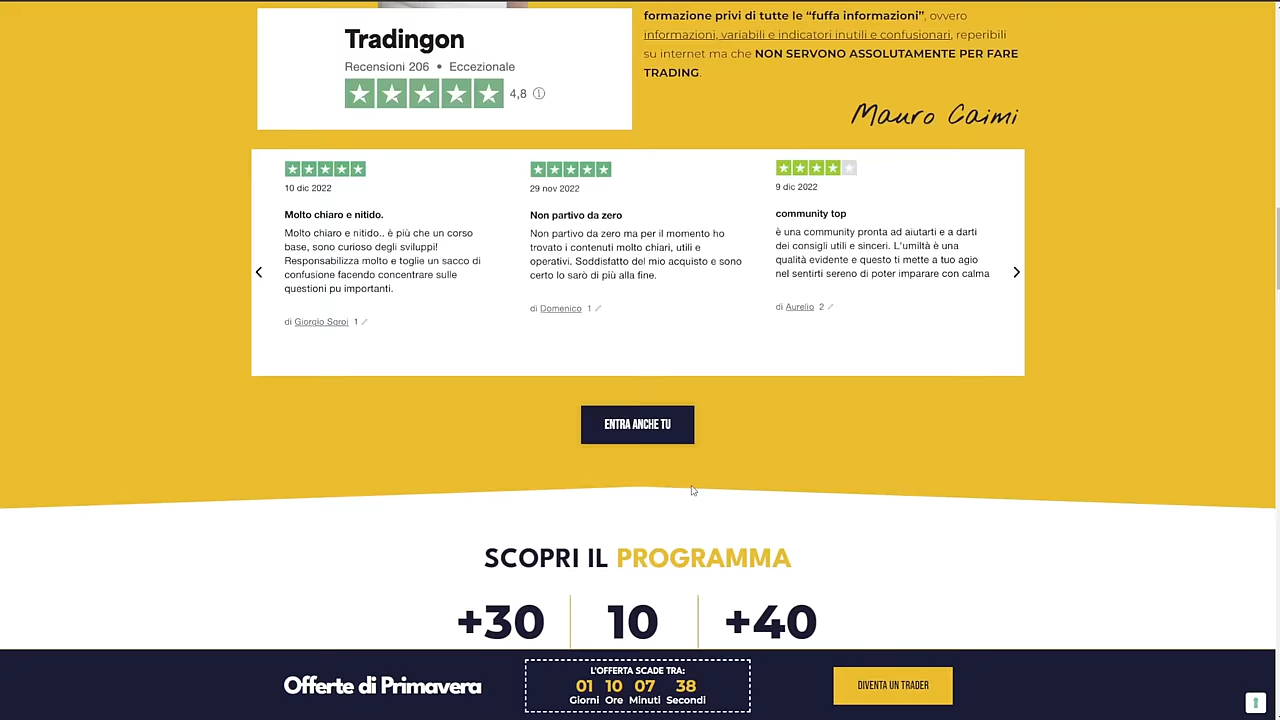 formazione privi di tutte le “fuffa informazioni”, ovvero
informazioni, variabili e indicatori inutili e confusionari, reperibili
su internet ma che NON SERVONO ASSOLUTAMENTE PER FARE
TRADING.
Mauro Caimi
Tradingon
Recensioni 206 • Eccezionale
4,8
10 dic 2022
Molto chiaro e nitido.
Molto chiaro e nitido.. è più che un corso
base, sono curioso degli sviluppi!
Responsabilizza molto e toglie un sacco di
confusione facendo concentrare sulle
questioni pu importanti.
di Giorgio Sgroi 1
29 nov 2022
Non partivo da zero
Non partivo da zero ma per il momento ho
trovato i contenuti molto chiari, utili e
operativi. Soddisfatto del mio acquisto e sono
certo lo sarò di più alla fine.
di Domenico 1
9 dic 2022
community top
è una community pronta ad aiutarti e a darti
dei consigli utili e sinceri. L'umiltà è una
qualità evidente e questo ti mette a tuo agio
nel sentirti sereno di poter imparare con calma
di Aurelio 2
ENTRA ANCHE TU
SCOPRI IL PROGRAMMA
+30 10 +40
Offerte di Primavera
L'OFFERTA SCADE TRA:
01 10 07 38
Giorni Ore Minuti Secondi
DIVENTA UN TRADER